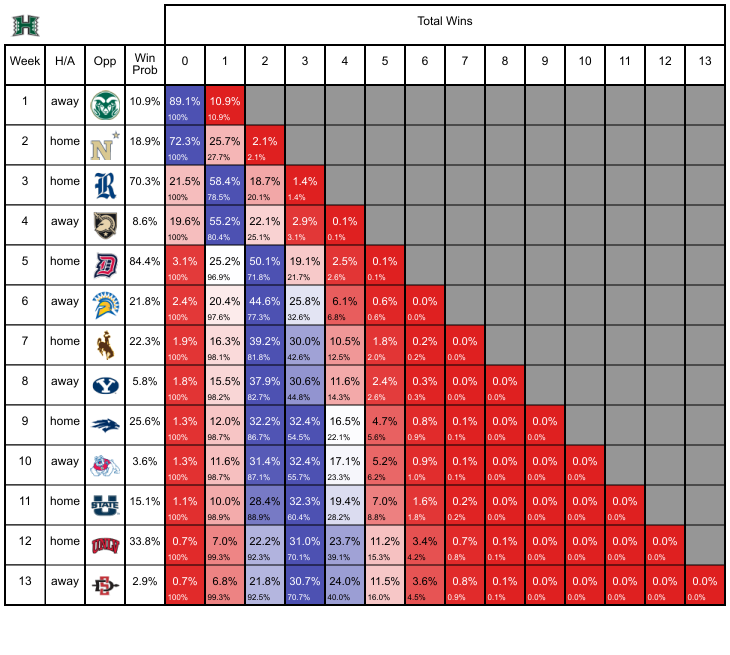 H
Total Wins
Week H/A Opp Win Prob 0 1 2 3 4 5 6 7 8 9 10 11 12 13
1 away 10.9% 89.1% 10.9%
100% 10.9%
2 home N 18.9% 72.3% 25.7% 2.1%
100% 27.7% 2.1%
3 home R 70.3% 21.5% 58.4% 18.7% 1.4%
100% 78.5% 20.1% 1.4%
4 away 8.6% 19.6% 55.2% 22.1% 2.9% 0.1%
100% 80.4% 25.1% 3.1% 0.1%
5 home D 84.4% 3.1% 25.2% 50.1% 19.1% 2.5% 0.1%
100% 96.9% 71.8% 21.7% 2.6% 0.1%
6 away 21.8% 2.4% 20.4% 44.6% 25.8% 6.1% 0.6% 0.0%
100% 97.6% 77.3% 32.6% 6.8% 0.6% 0.0%
7 home 22.3% 1.9% 16.3% 39.2% 30.0% 10.5% 1.8% 0.2% 0.0%
100% 98.1% 81.8% 42.6% 12.5% 2.0% 0.2% 0.0%
8 away Y 5.8% 1.8% 15.5% 37.9% 30.6% 11.6% 2.4% 0.3% 0.0% 0.0%
100% 98.2% 82.7% 44.8% 14.3% 2.6% 0.3% 0.0% 0.0%
9 home 25.6% 1.3% 12.0% 32.2% 32.4% 16.5% 4.7% 0.8% 0.1% 0.0% 0.0%
100% 98.7% 86.7% 54.5% 22.1% 5.6% 0.9% 0.1% 0.0% 0.0%
10 away 3.6% 1.3% 11.6% 31.4% 32.4% 17.1% 5.2% 0.9% 0.1% 0.0% 0.0% 0.0%
100% 98.7% 87.1% 55.7% 23.3% 6.2% 1.0% 0.1% 0.0% 0.0% 0.0%
11 home STATE 15.1% 1.1% 10.0% 28.4% 32.3% 19.4% 7.0% 1.6% 0.2% 0.0% 0.0% 0.0% 0.0%
100% 98.9% 88.9% 60.4% 28.2% 8.8% 1.8% 0.2% 0.0% 0.0% 0.0% 0.0%
12 home UNLV 33.8% 0.7% 7.0% 22.2% 31.0% 23.7% 11.2% 3.4% 0.7% 0.1% 0.0% 0.0% 0.0% 0.0%
100% 99.3% 92.3% 70.1% 39.1% 15.3% 4.2% 0.8% 0.1% 0.0% 0.0% 0.0% 0.0%
13 away SD 2.9% 0.7% 6.8% 21.8% 30.7% 24.0% 11.5% 3.6% 0.8% 0.1% 0.0% 0.0% 0.0% 0.0% 0.0%
100% 99.3% 92.5% 70.7% 40.0% 16.0% 4.5% 0.9% 0.1% 0.0% 0.0% 0.0% 0.0% 0.0%